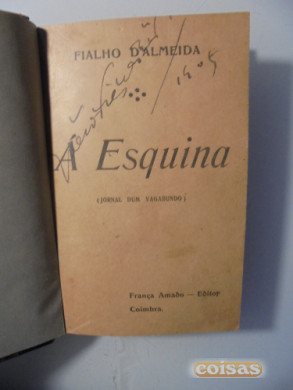 FIALHO D'ALMEIDA
1905
À Esquina
(JORNAL DUM VAGABUNDO)
França Amado — Editor
Coimbra.
coisas